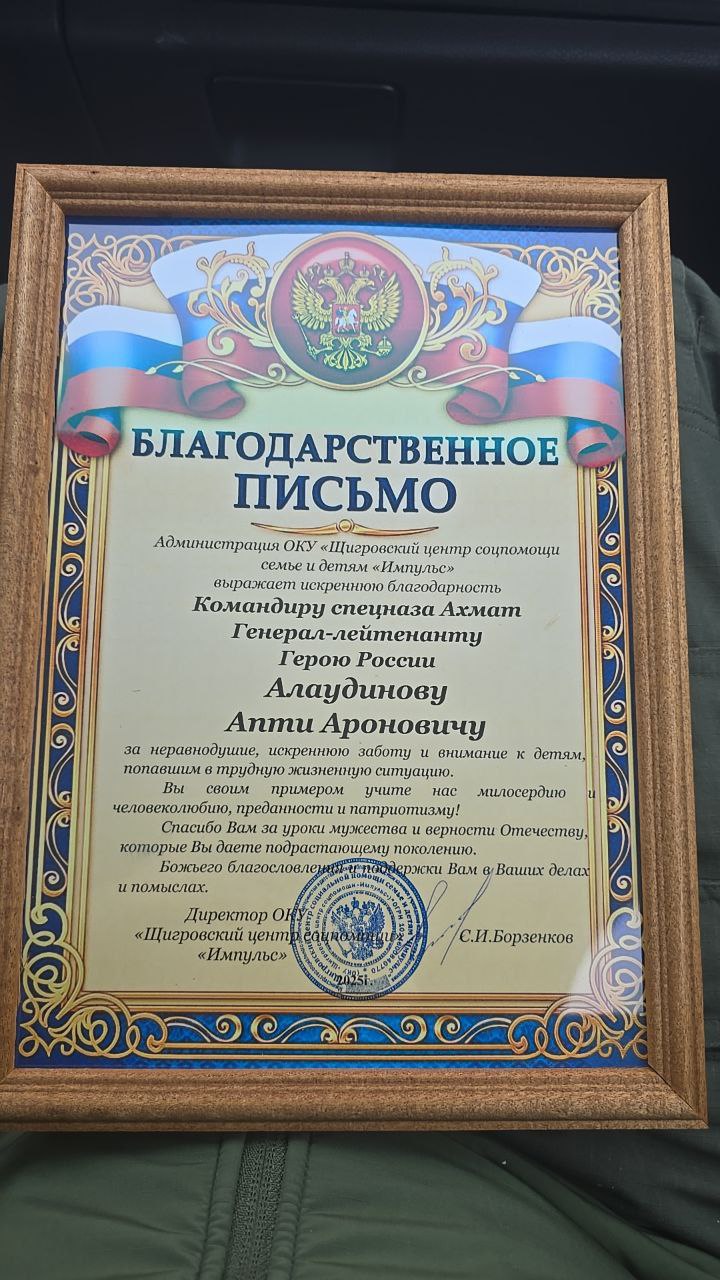 БЛАГОДАРСТВЕННОЕ
ПИСЬМО
Администрация ОКУ «Щигровский центр соцпомощи
семье и детям «Импульс»
выражает искреннюю благодарность
Командиру спецназа Ахмат
Генерал-лейтенанту
Герою России
Алаудинову
Апти Ароновичу
за неравнодушие, искреннюю заботу и внимание к детям,
попавшим в трудную жизненную ситуацию.
Вы своим примером учите нас милосердию и
человеколюбию, преданности и патриотизму!
Спасибо Вам за уроки мужества и верности Отечеству,
которые Вы даете подрастающему поколению.
Божьего благословления и поддержки Вам в Ваших делах
и помыслах.
Директор ОКУ
«Щигровский центр соцпомощи»
«Импульс»
С.И.Борзенков
2025г.